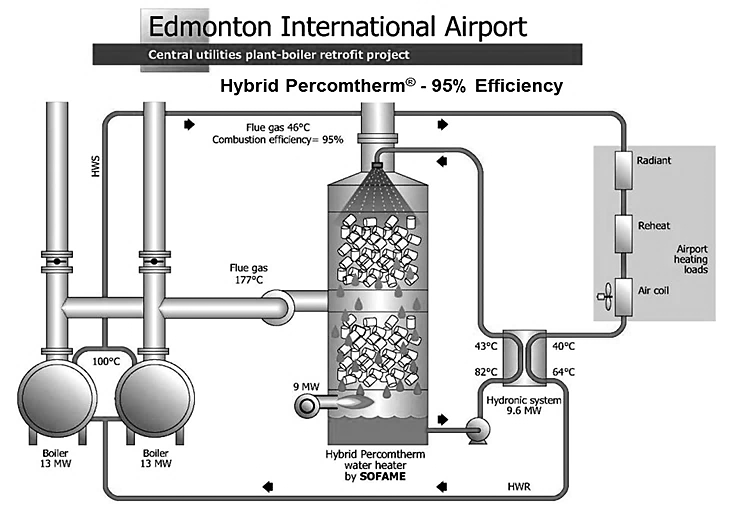 Edmonton International Airport
Central utilities plant-boiler retrofit project
Hybrid Percomtherm® - 95% Efficiency
Flue gas 46°C
Combustion efficiency= 95%
HWS
Radiant
Reheat
Airport
heating
loads
Air coil
Flue gas
177°C
100°C
43°C
40°C
82°C
64°C
9 MW
Hydronic system
9.6 MW
Boiler
13 MW
Boiler
13 MW
Hybrid Percomtherm
water heater
by SOFAME
HWR